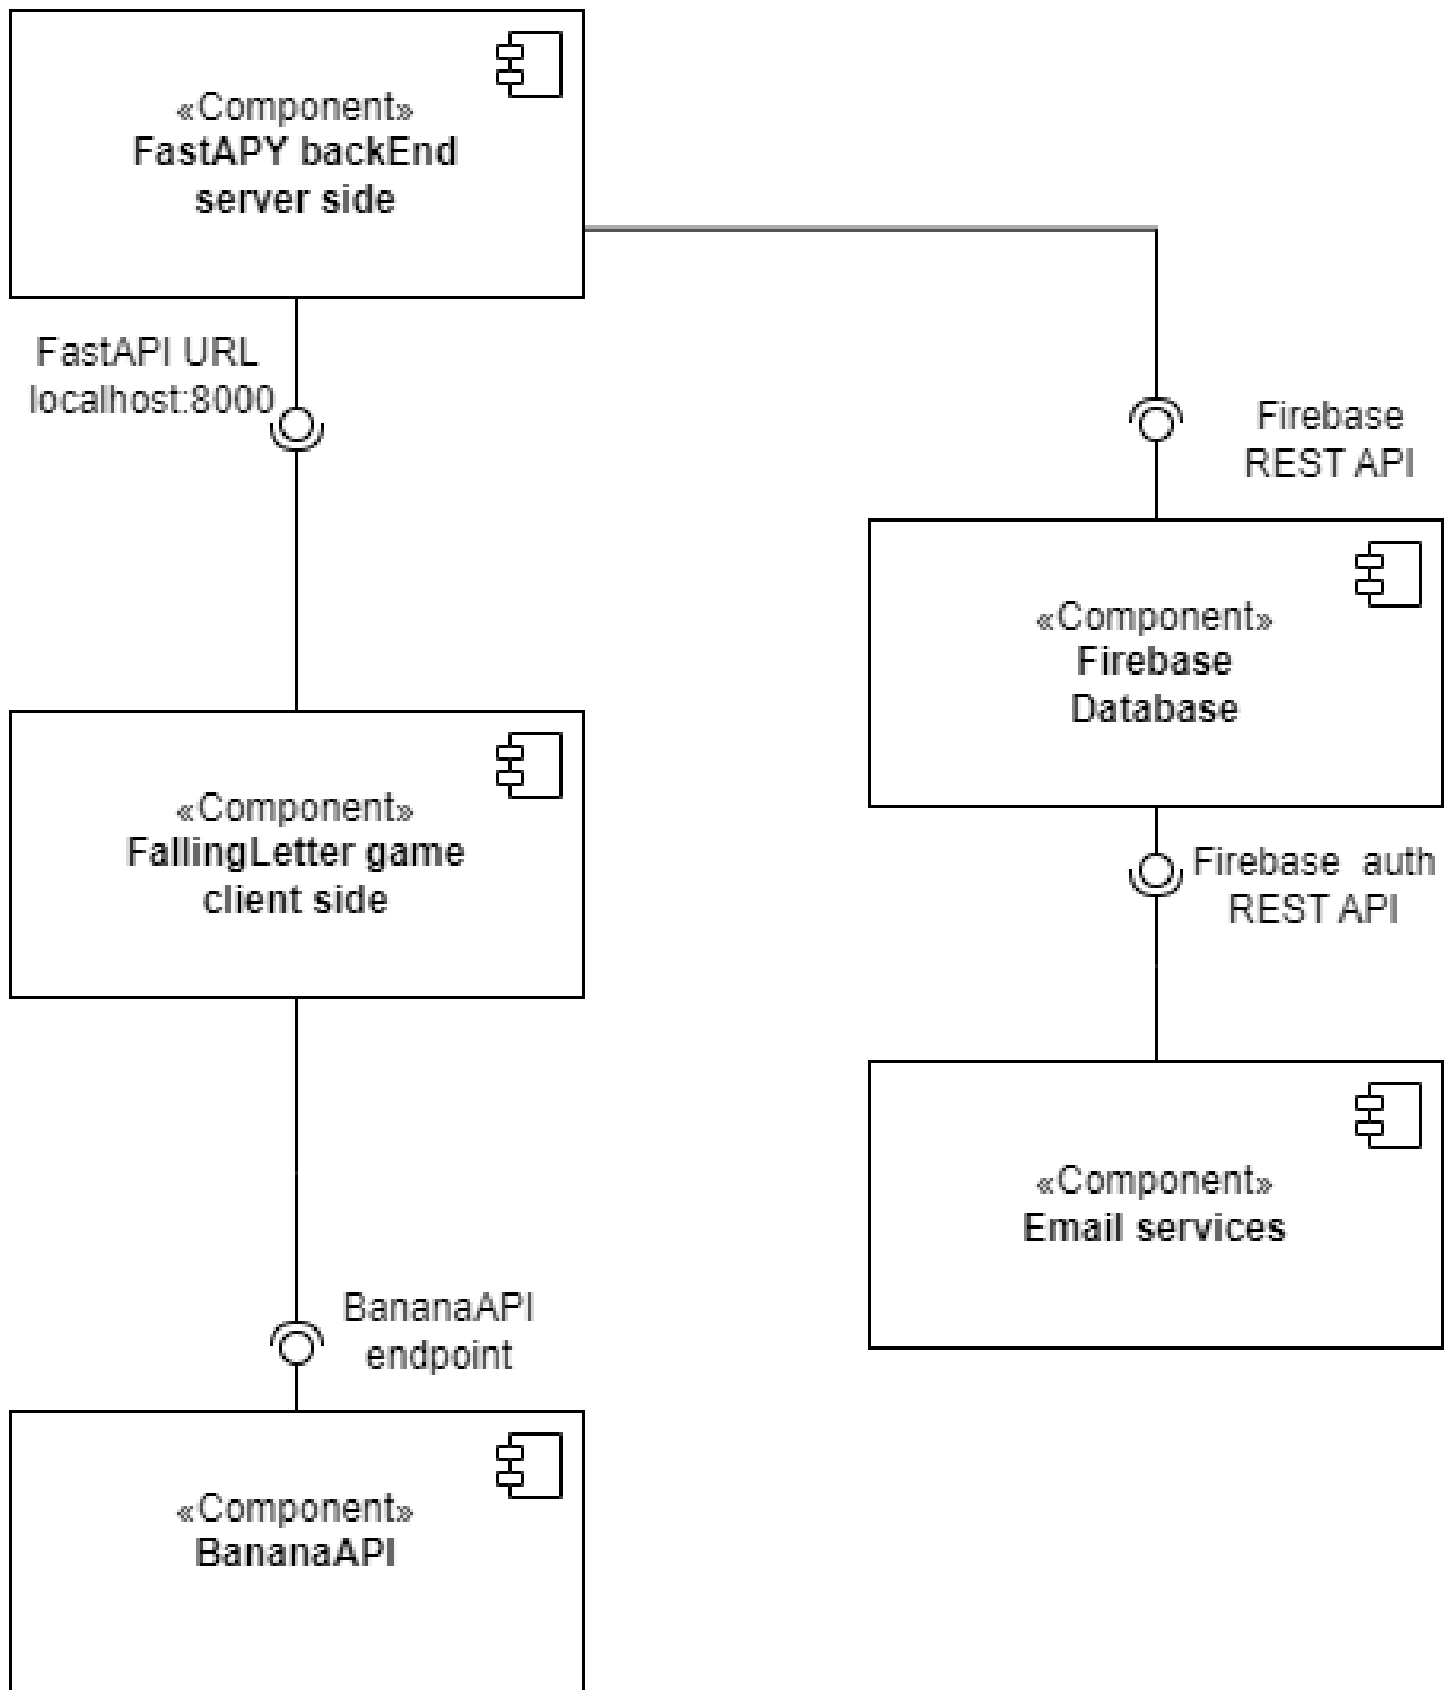 «Component»
FastAPY backEnd
server side
FastAPI URL
localhost:8000
Firebase
REST API
«Component»
Firebase
Database
«Component»
FallingLetter game
client side
Firebase auth
REST API
«Component»
Email services
BananaAPI
endpoint
«Component»
BananaAPI